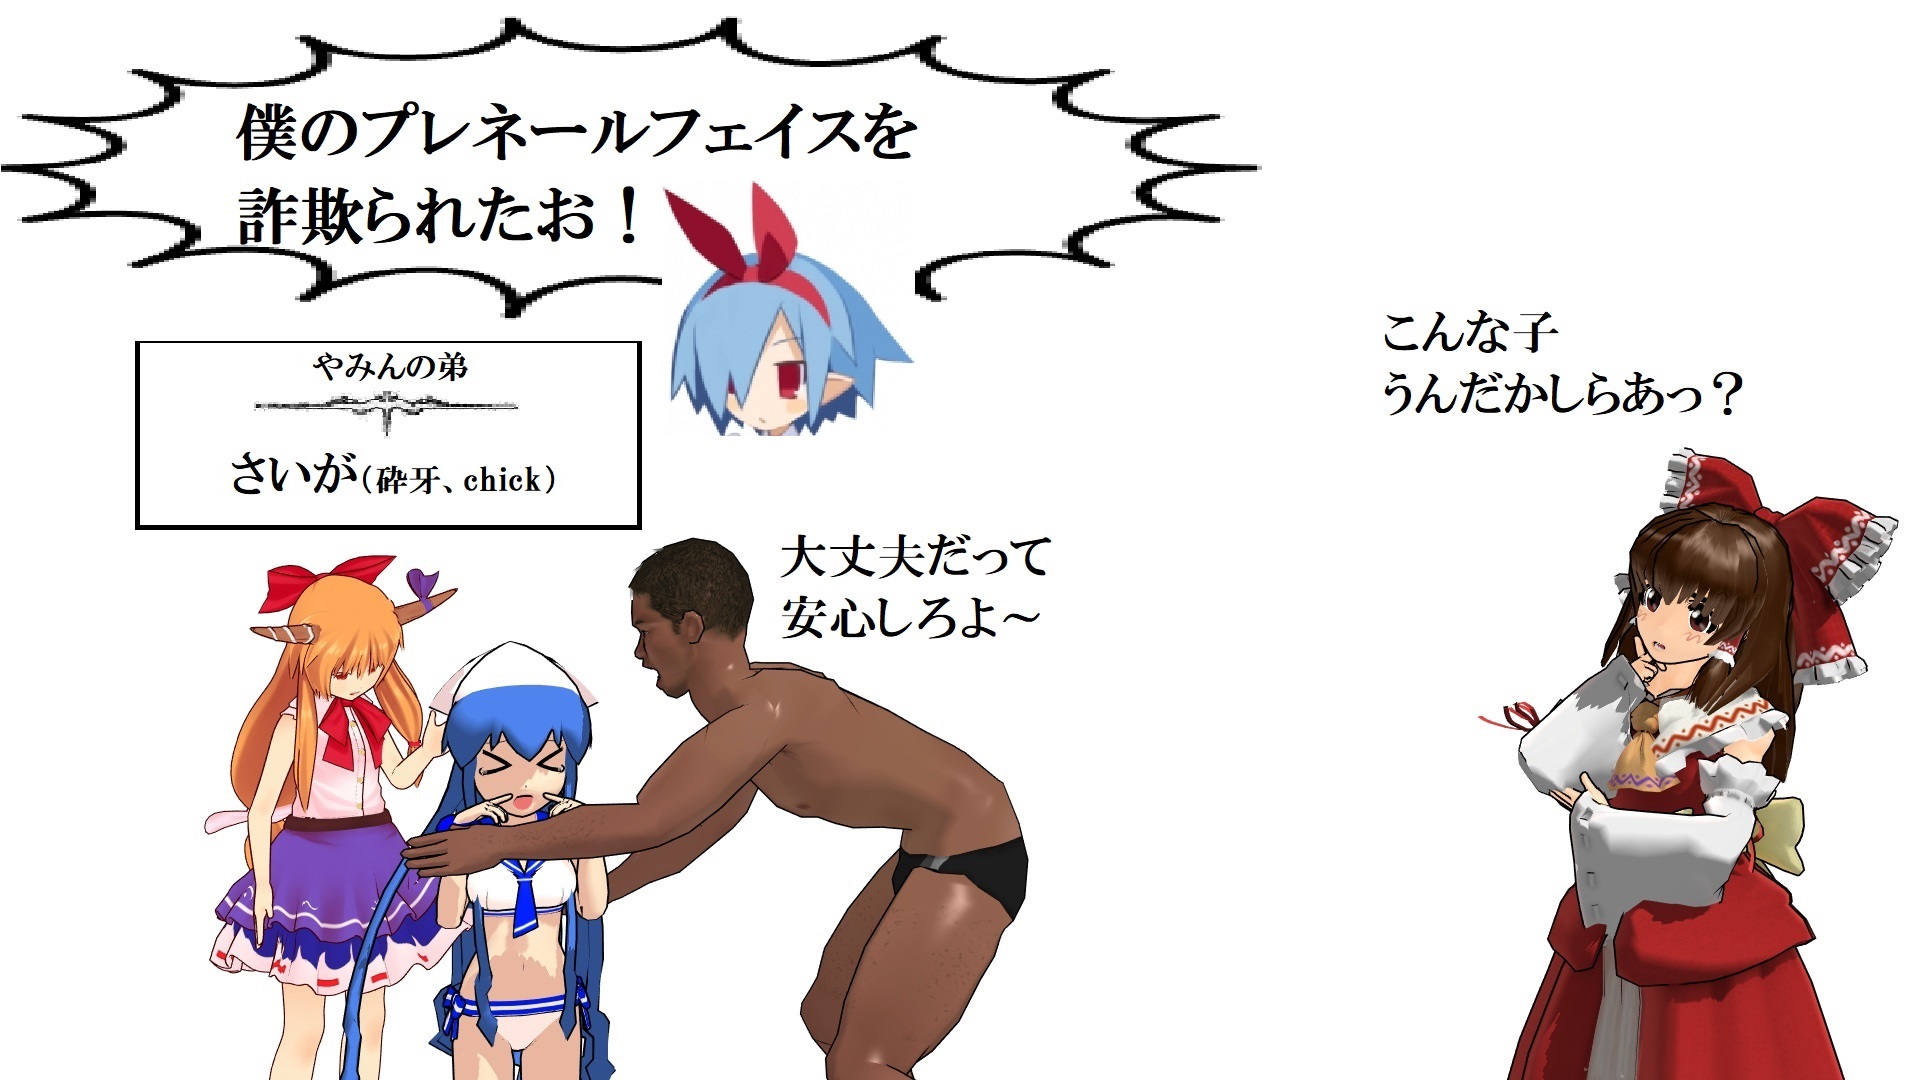 僕のプレネールフェイスを
詐欺られたお！
やみんの弟
さいが（砕牙、chick）
こんな子
うんだかしらあっ？
大丈夫だって
安心しろよ～